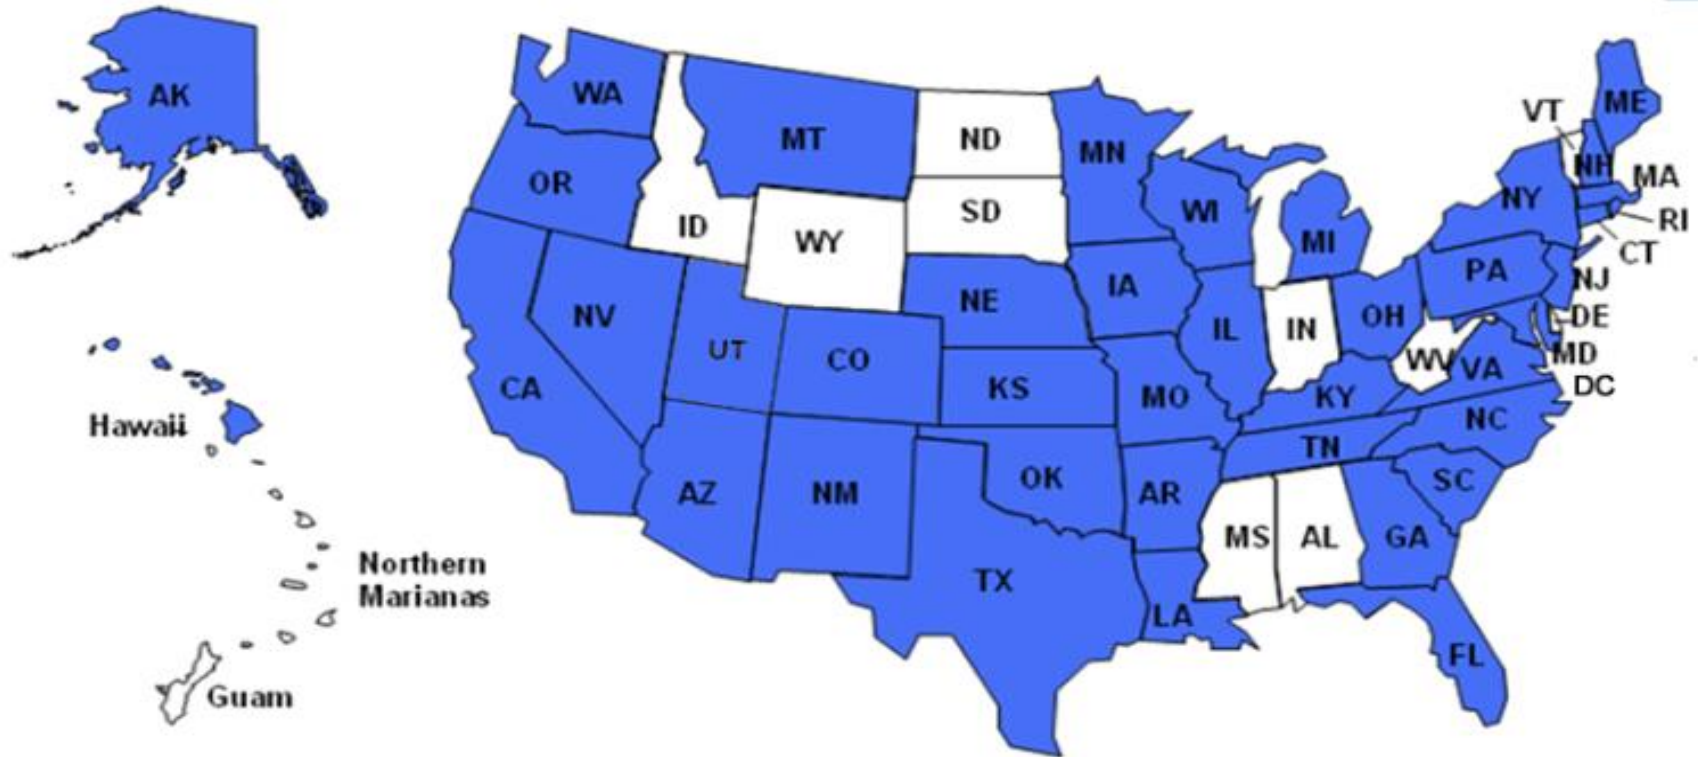 AK
WA
MT
ND
MN
VT
ME
OR
ID
WY
SD
WI
MI
NY
NH
MA
RI
CT
NV
UT
CO
NE
IA
IL
IN
OH
PA
NJ
DE
MD
DC
CA
KS
MO
KY
WV
VA
Hawaii
AZ
NM
OK
AR
TN
NC
SC
MS
AL
GA
TX
LA
FL
Northern
Marianas
Guam